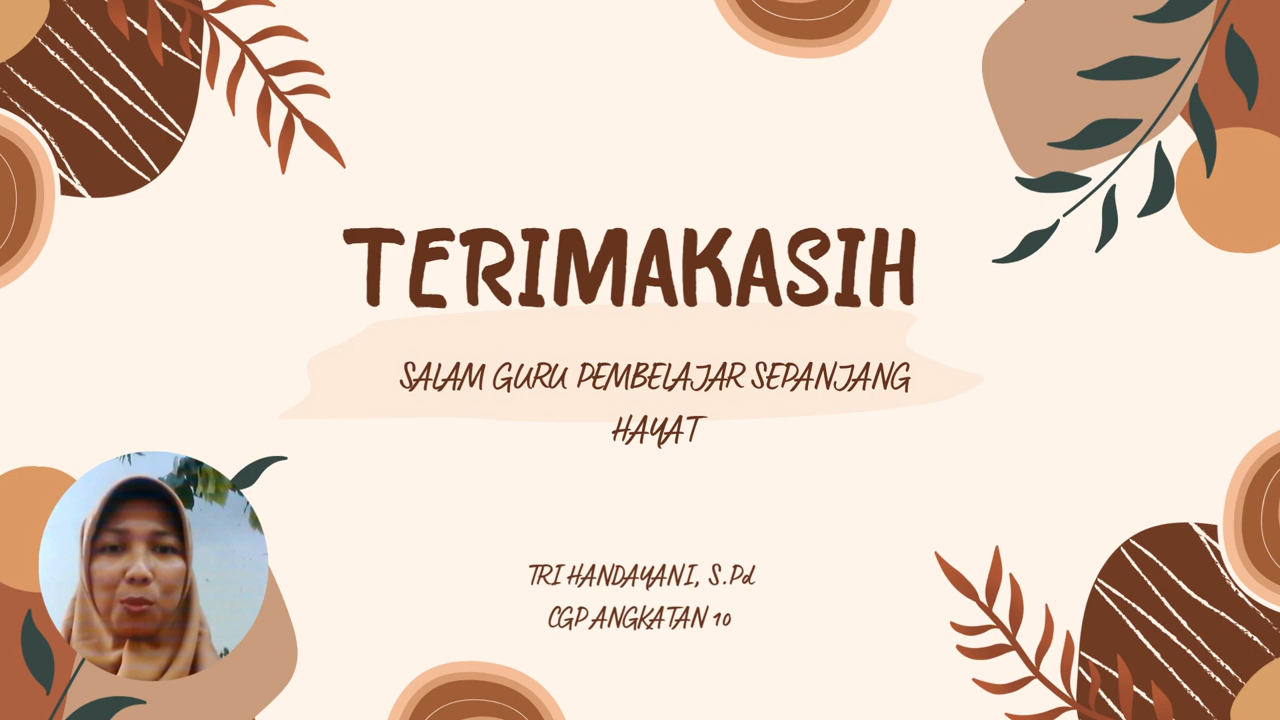 TERIMAKASIH
SALAM GURU PEMBELAJAR SEPANJANG
HAYAT
TRI HANDAYANI, S.Pd
CGP ANGKATAN 10